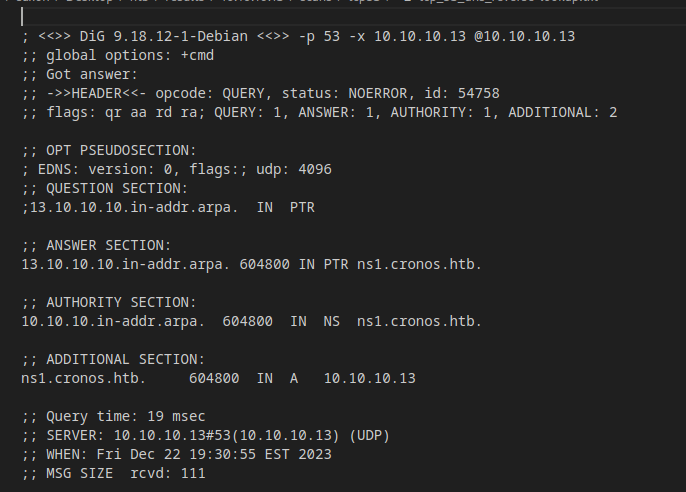 ; <<>> DiG 9.18.12-1-Debian <<>> -p 53 -x 10.10.10.13 @10.10.10.13
;; global options: +cmd
;; Got answer:
;; ->>HEADER<<- opcode: QUERY, status: NOERROR, id: 54758
;; flags: qr aa rd ra; QUERY: 1, ANSWER: 1, AUTHORITY: 1, ADDITIONAL: 2
;; OPT PSEUDOSECTION:
; EDNS: version: 0, flags:; udp: 4096
;; QUESTION SECTION:
;13.10.10.10.in-addr.arpa.  IN  PTR
;; ANSWER SECTION:
13.10.10.10.in-addr.arpa. 604800 IN PTR ns1.cronos.htb.
;; AUTHORITY SECTION:
10.10.10.in-addr.arpa.  604800  IN  NS  ns1.cronos.htb.
;; ADDITIONAL SECTION:
ns1.cronos.htb.     604800  IN  A   10.10.10.13
;; Query time: 19 msec
;; SERVER: 10.10.10.13#53(10.10.10.13) (UDP)
;; WHEN: Fri Dec 22 19:30:55 EST 2023
;; MSG SIZE  rcvd: 111